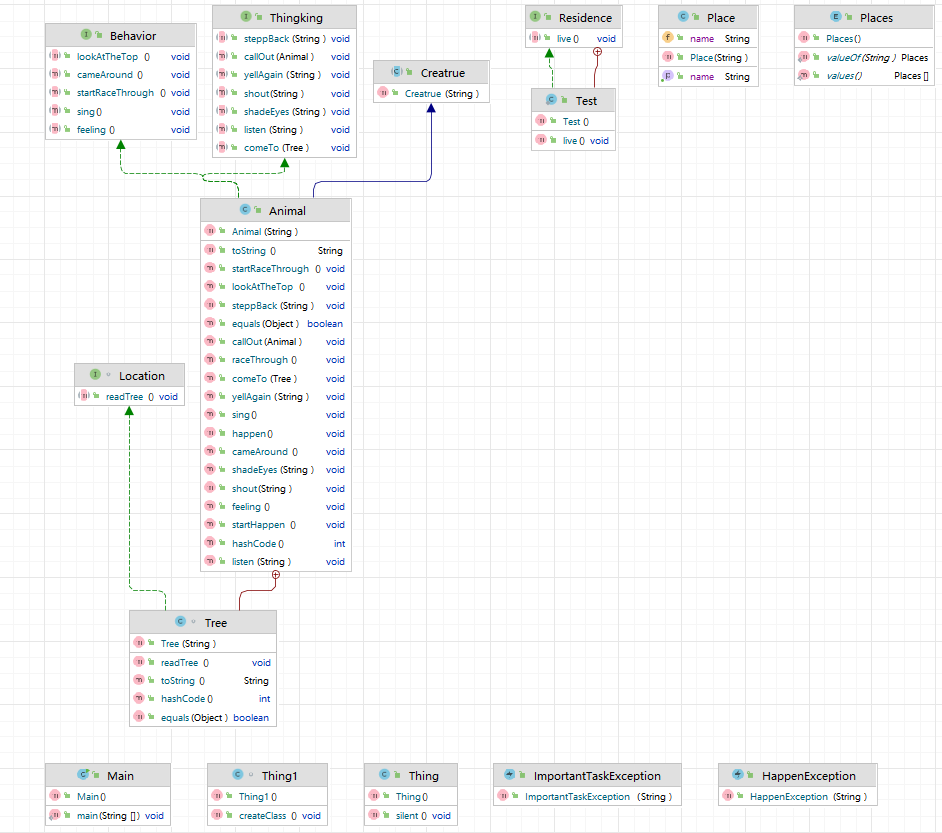 Behavior
lookAtTheTop () void
cameAround () void
startRaceThrough () void
sing() void
feeling () void
Thingking
steppBack (String ) void
callOut (Animal ) void
yellAgain (String ) void
shout(String ) void
shadeEyes (String ) void
listen (String ) void
comeTo (Tree ) void
Creatrue
Creatrue (String )
Residence
live() void
Test
Test ()
live() void
Place
name String
Place(String )
name String
Places
Places()
valueOf(String ) Places
values() Places []
Animal
Animal (String )
toString () String
startRaceThrough () void
lookAtTheTop () void
steppBack (String ) void
equals (Object ) boolean
callOut (Animal ) void
raceThrough () void
comeTo (Tree ) void
yellAgain (String ) void
sing() void
happen() void
cameAround () void
shadeEyes (String ) void
shout(String ) void
feeling () void
startHappen () void
hashCode () int
listen (String ) void
Location
readTree () void
Tree
Tree (String )
readTree () void
toString () String
hashCode () int
equals (Object ) boolean
Main
Main()
main(String []) void
Thing1
Thing1 ()
createClass () void
Thing
Thing()
silent () void
ImportantTaskException
ImportantTaskException (String )
HappenException
HappenException (String )